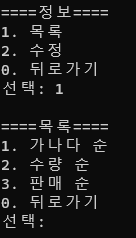 ====정보====
1. 목록
2. 수정
0. 뒤로가기
선택: 1
====목록====
1. 가나다 순
2. 수량 순
3. 판매 순
0. 뒤로가기
선택: